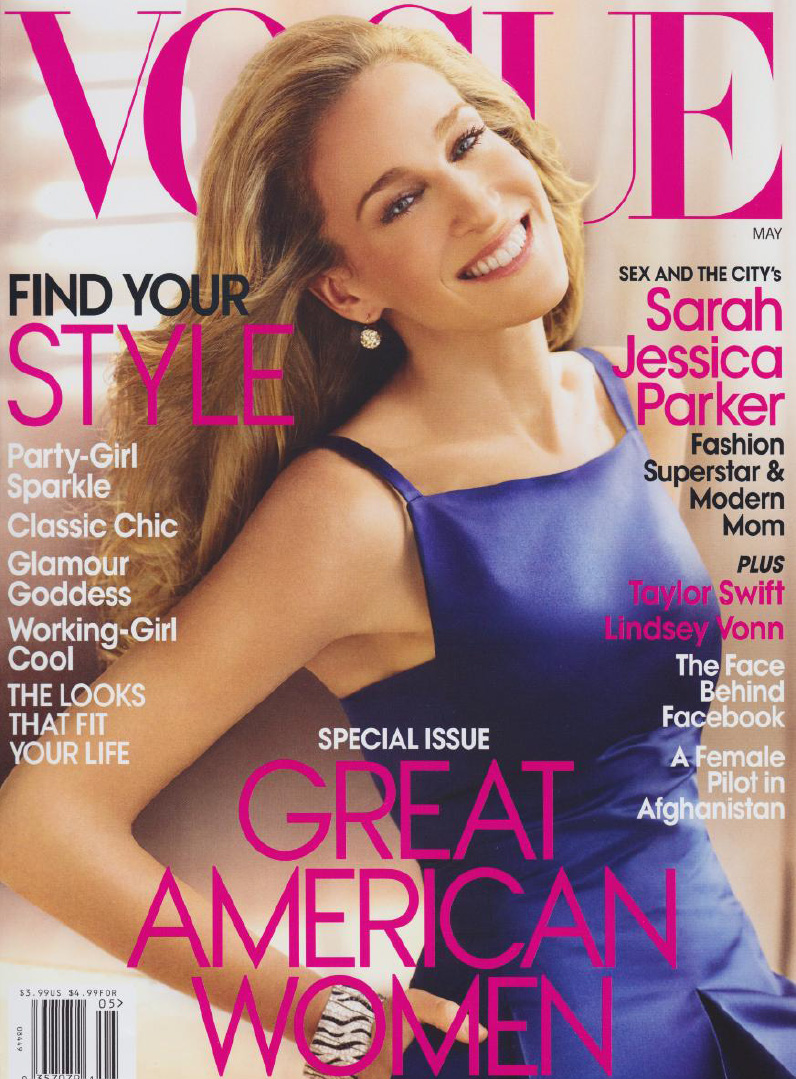 VOGUE
MAY
FIND YOUR
STYLE
Party-Girl
Sparkle
Classic Chic
Glamour
Goddess
Working-Girl
Cool
THE LOOKS
THAT FIT
YOUR LIFE
SEX AND THE CITY's
Sarah
Jessica
Parker
Fashion
Superstar &
Modern
Mom
PLUS
Taylor Swift
Lindsey Vonn
The Face
Behind
Facebook
A Female
Pilot in
Afghanistan
SPECIAL ISSUE
GREAT
AMERICAN
WOMEN
$3.99US $4.99FOR
05>
08449